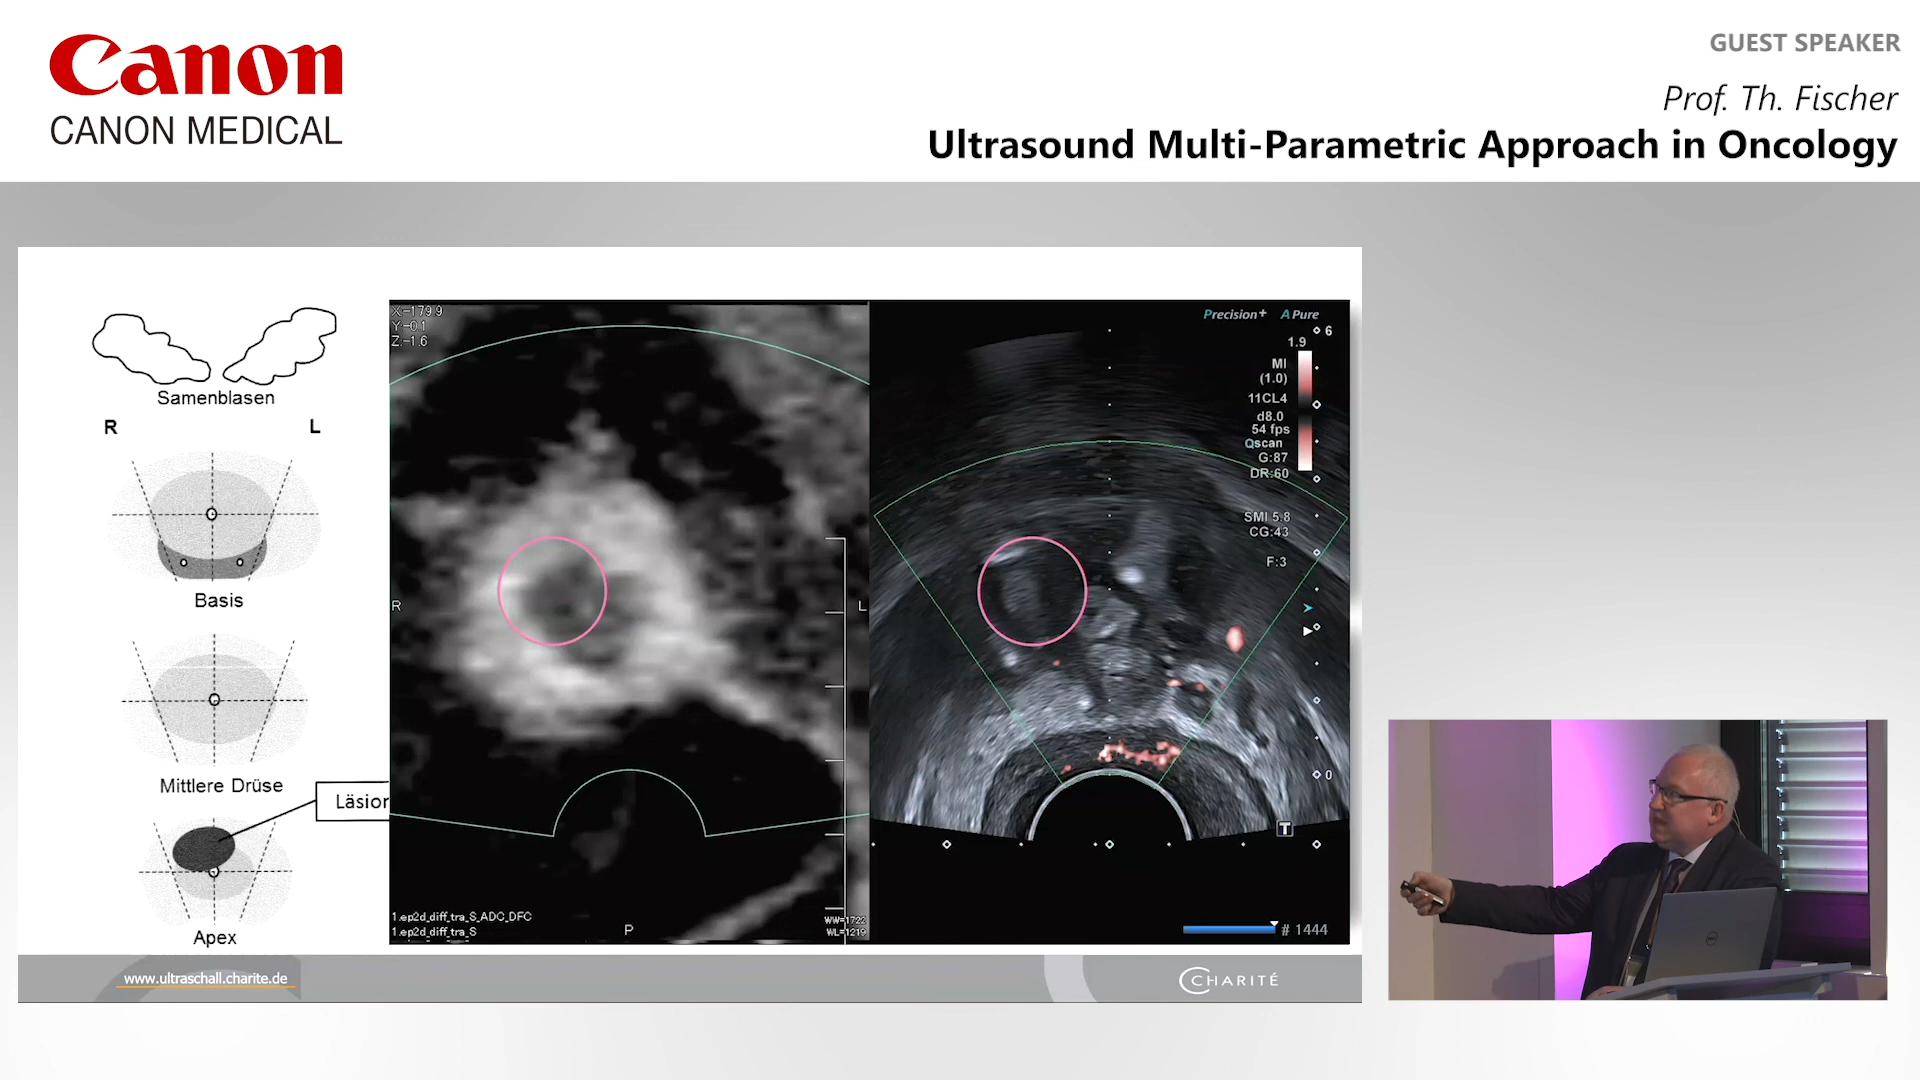 Canon
CANON MEDICAL
GUEST SPEAKER
Prof. Th. Fischer
Ultrasound Multi-Parametric Approach in Oncology
Samenblasen
R
L
Basis
Mittlere Drüse
Läsion
Apex
X:-179.9
Y:-0.1
Z:-1.6
R
L
1.ep2d_diff_tra_S_ADC_DFC
1.ep2d_diff_tra_S
P
WW=1722
WL=1219
Precision+ A Pure
6
1.9
MI
(1.0)
11CL4
d8.0
54 fps
Qscan
G:87
DR:60
SMI 5.8
CG:43
F:3
0
T
# 1444
www.ultraschall.charite.de
CHARITÉ
DELL